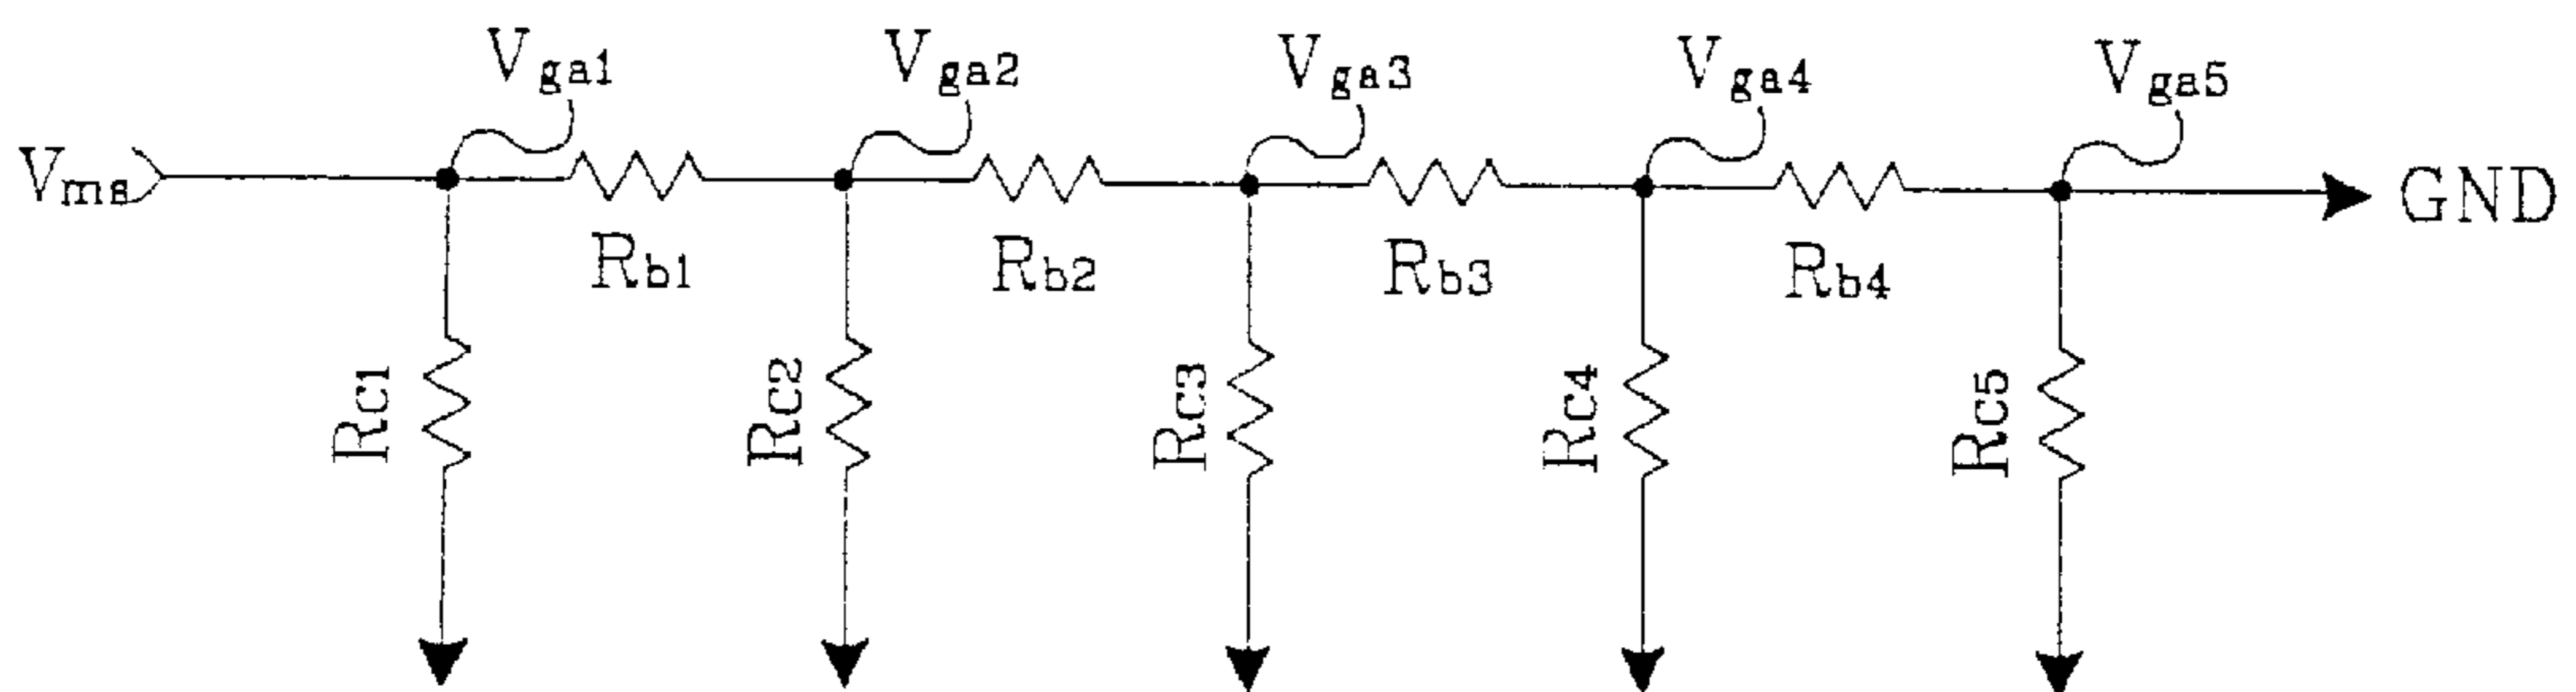 Vga1 Vga2 Vga3 Vga4 Vga5
Vms GND
Rb1 Rb2 Rb3 Rb4
Rc1 Rc2 Rc3 Rc4 Rc5